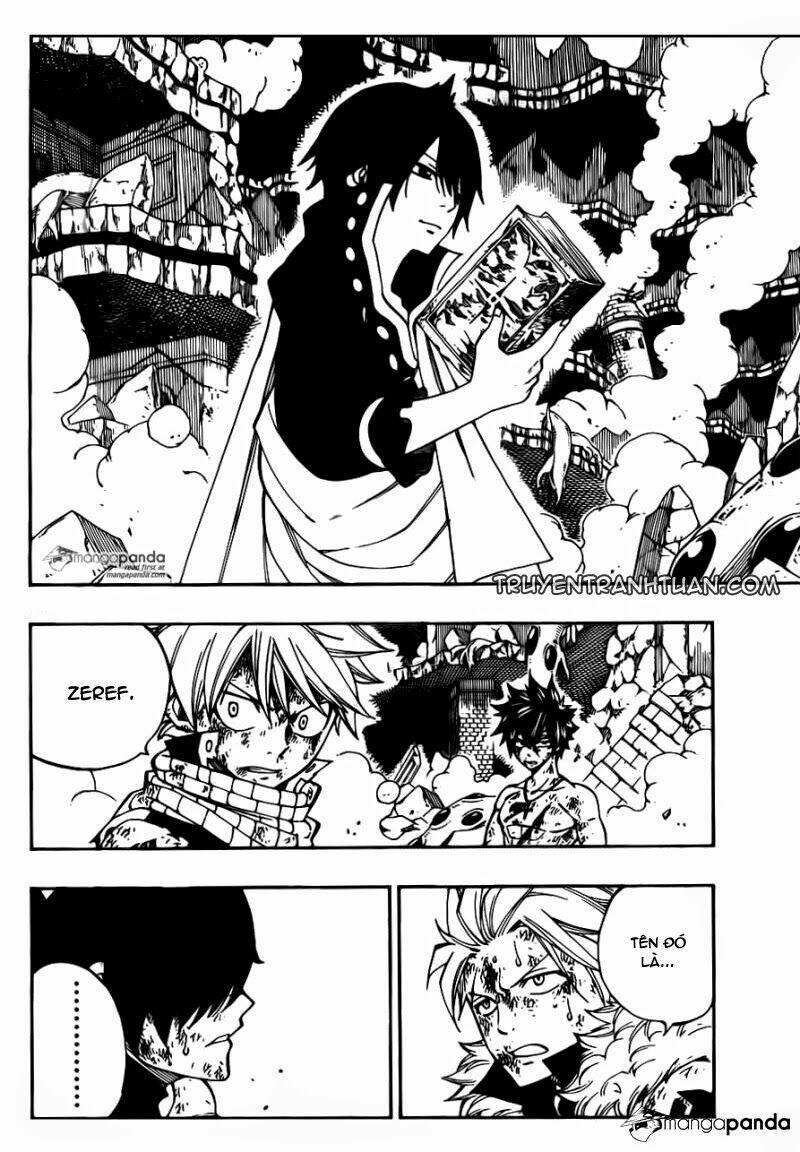 mangapanda
read first at
mangapanda.com
TRUYENTRANHTUAN.COM
ZEREF.
TÊN ĐÓ
LÀ...
.........
mangapanda